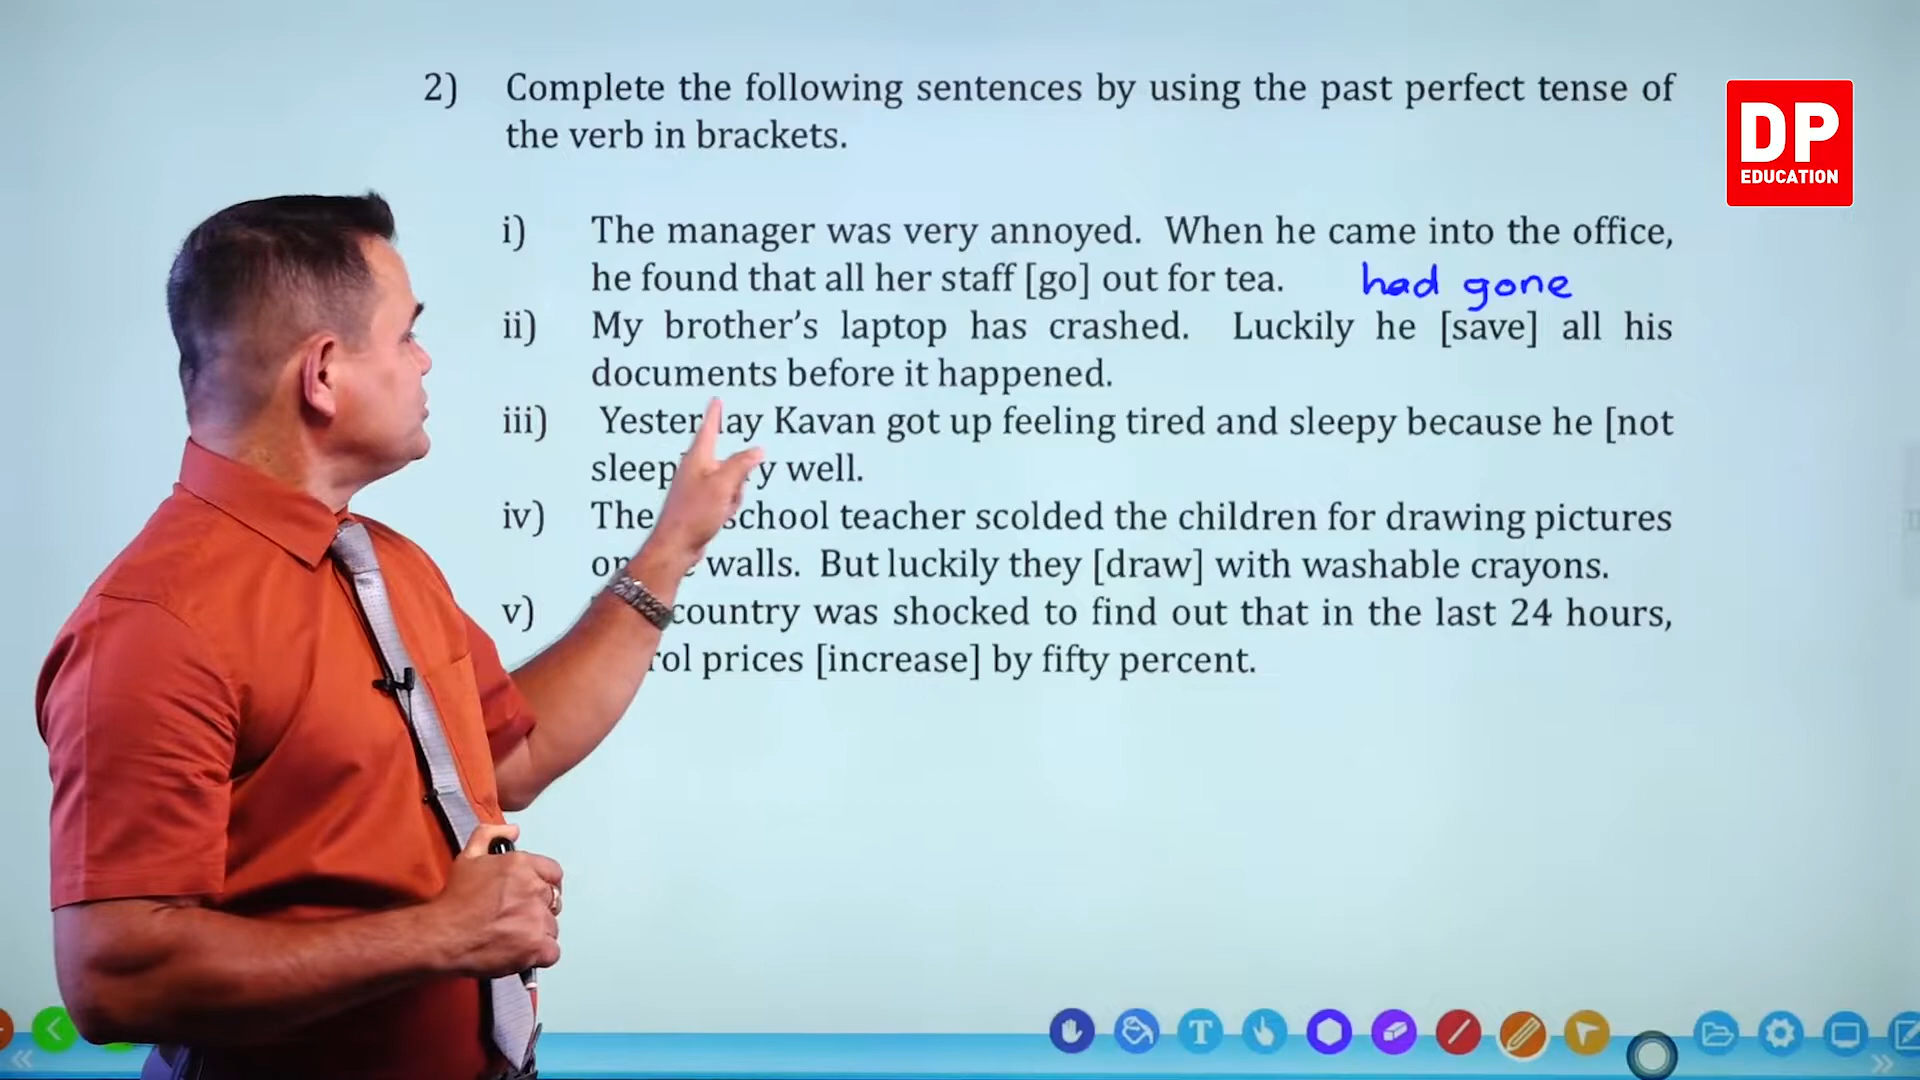 2) Complete the following sentences by using the past perfect tense of
the verb in brackets.
DP
EDUCATION
i) The manager was very annoyed. When he came into the office,
he found that all her staff [go] out for tea. had gone
ii) My brother's laptop has crashed. Luckily he [save] all his
documents before it happened.
iii) Kavan got up feeling tired and sleepy because he [not
well.
iv) The school teacher scolded the children for drawing pictures
walls. But luckily they [draw] with washable crayons.
v) country was shocked to find out that in the last 24 hours,
prices [increase] by fifty percent.
T